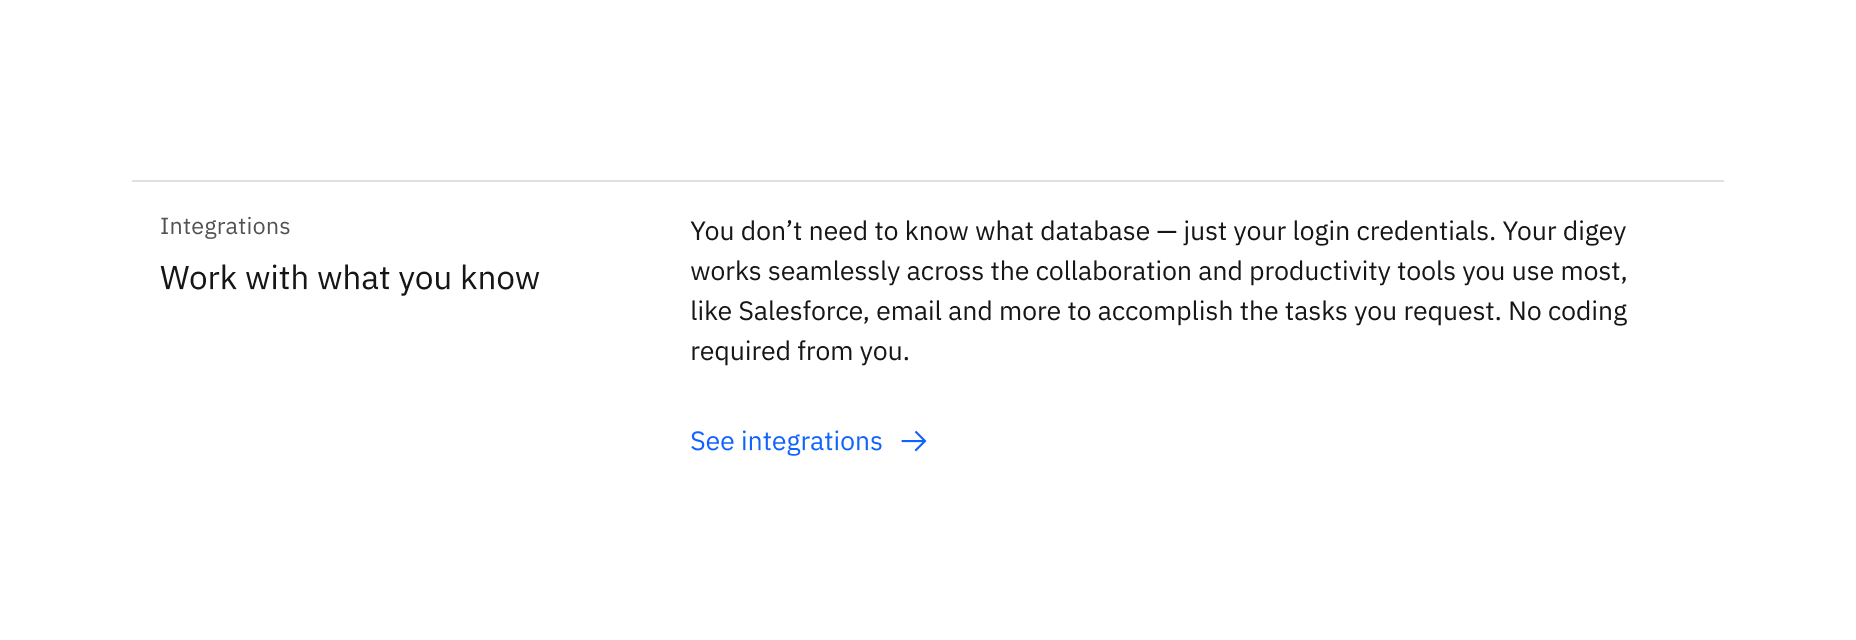 Integrations
Work with what you know
You don’t need to know what database — just your login credentials. Your digey
works seamlessly across the collaboration and productivity tools you use most,
like Salesforce, email and more to accomplish the tasks you request. No coding
required from you.
See integrations →